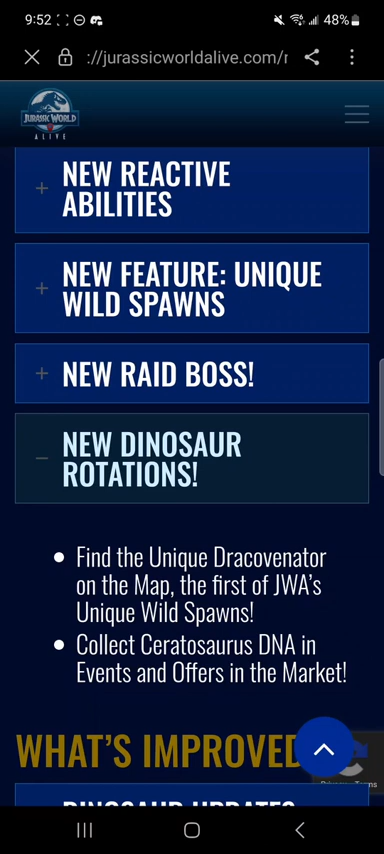 9:52
48%
://jurassicworldalive.com/r
JURASSIC WORLD
ALIVE
NEW REACTIVE
ABILITIES
NEW FEATURE: UNIQUE
WILD SPAWNS
NEW RAID BOSS!
NEW DINOSAUR
ROTATIONS!
Find the Unique Dracovenator
on the Map, the first of JWA’s
Unique Wild Spawns!
Collect Ceratosaurus DNA in
Events and Offers in the Market!
WHAT’S IMPROVED
DINOSAUR UPDATES